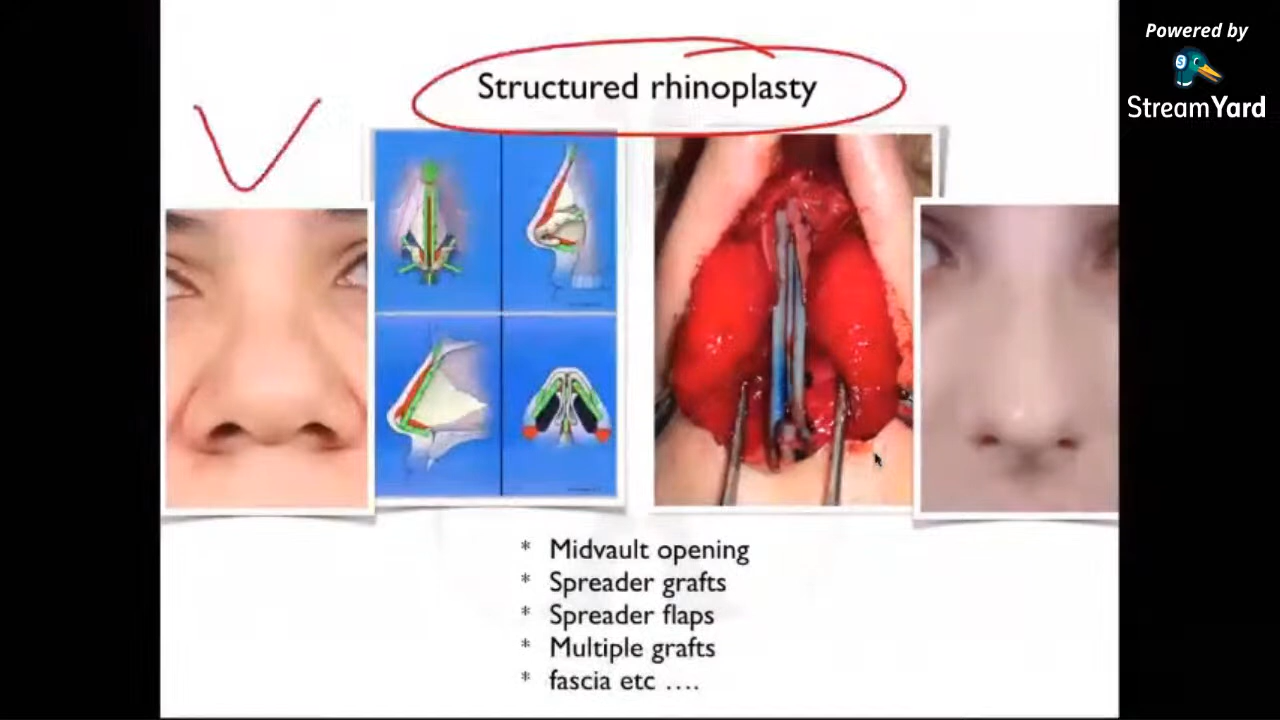 Powered by
StreamYard
Structured rhinoplasty
* Midvault opening
* Spreader grafts
* Spreader flaps
* Multiple grafts
* fascia etc ....